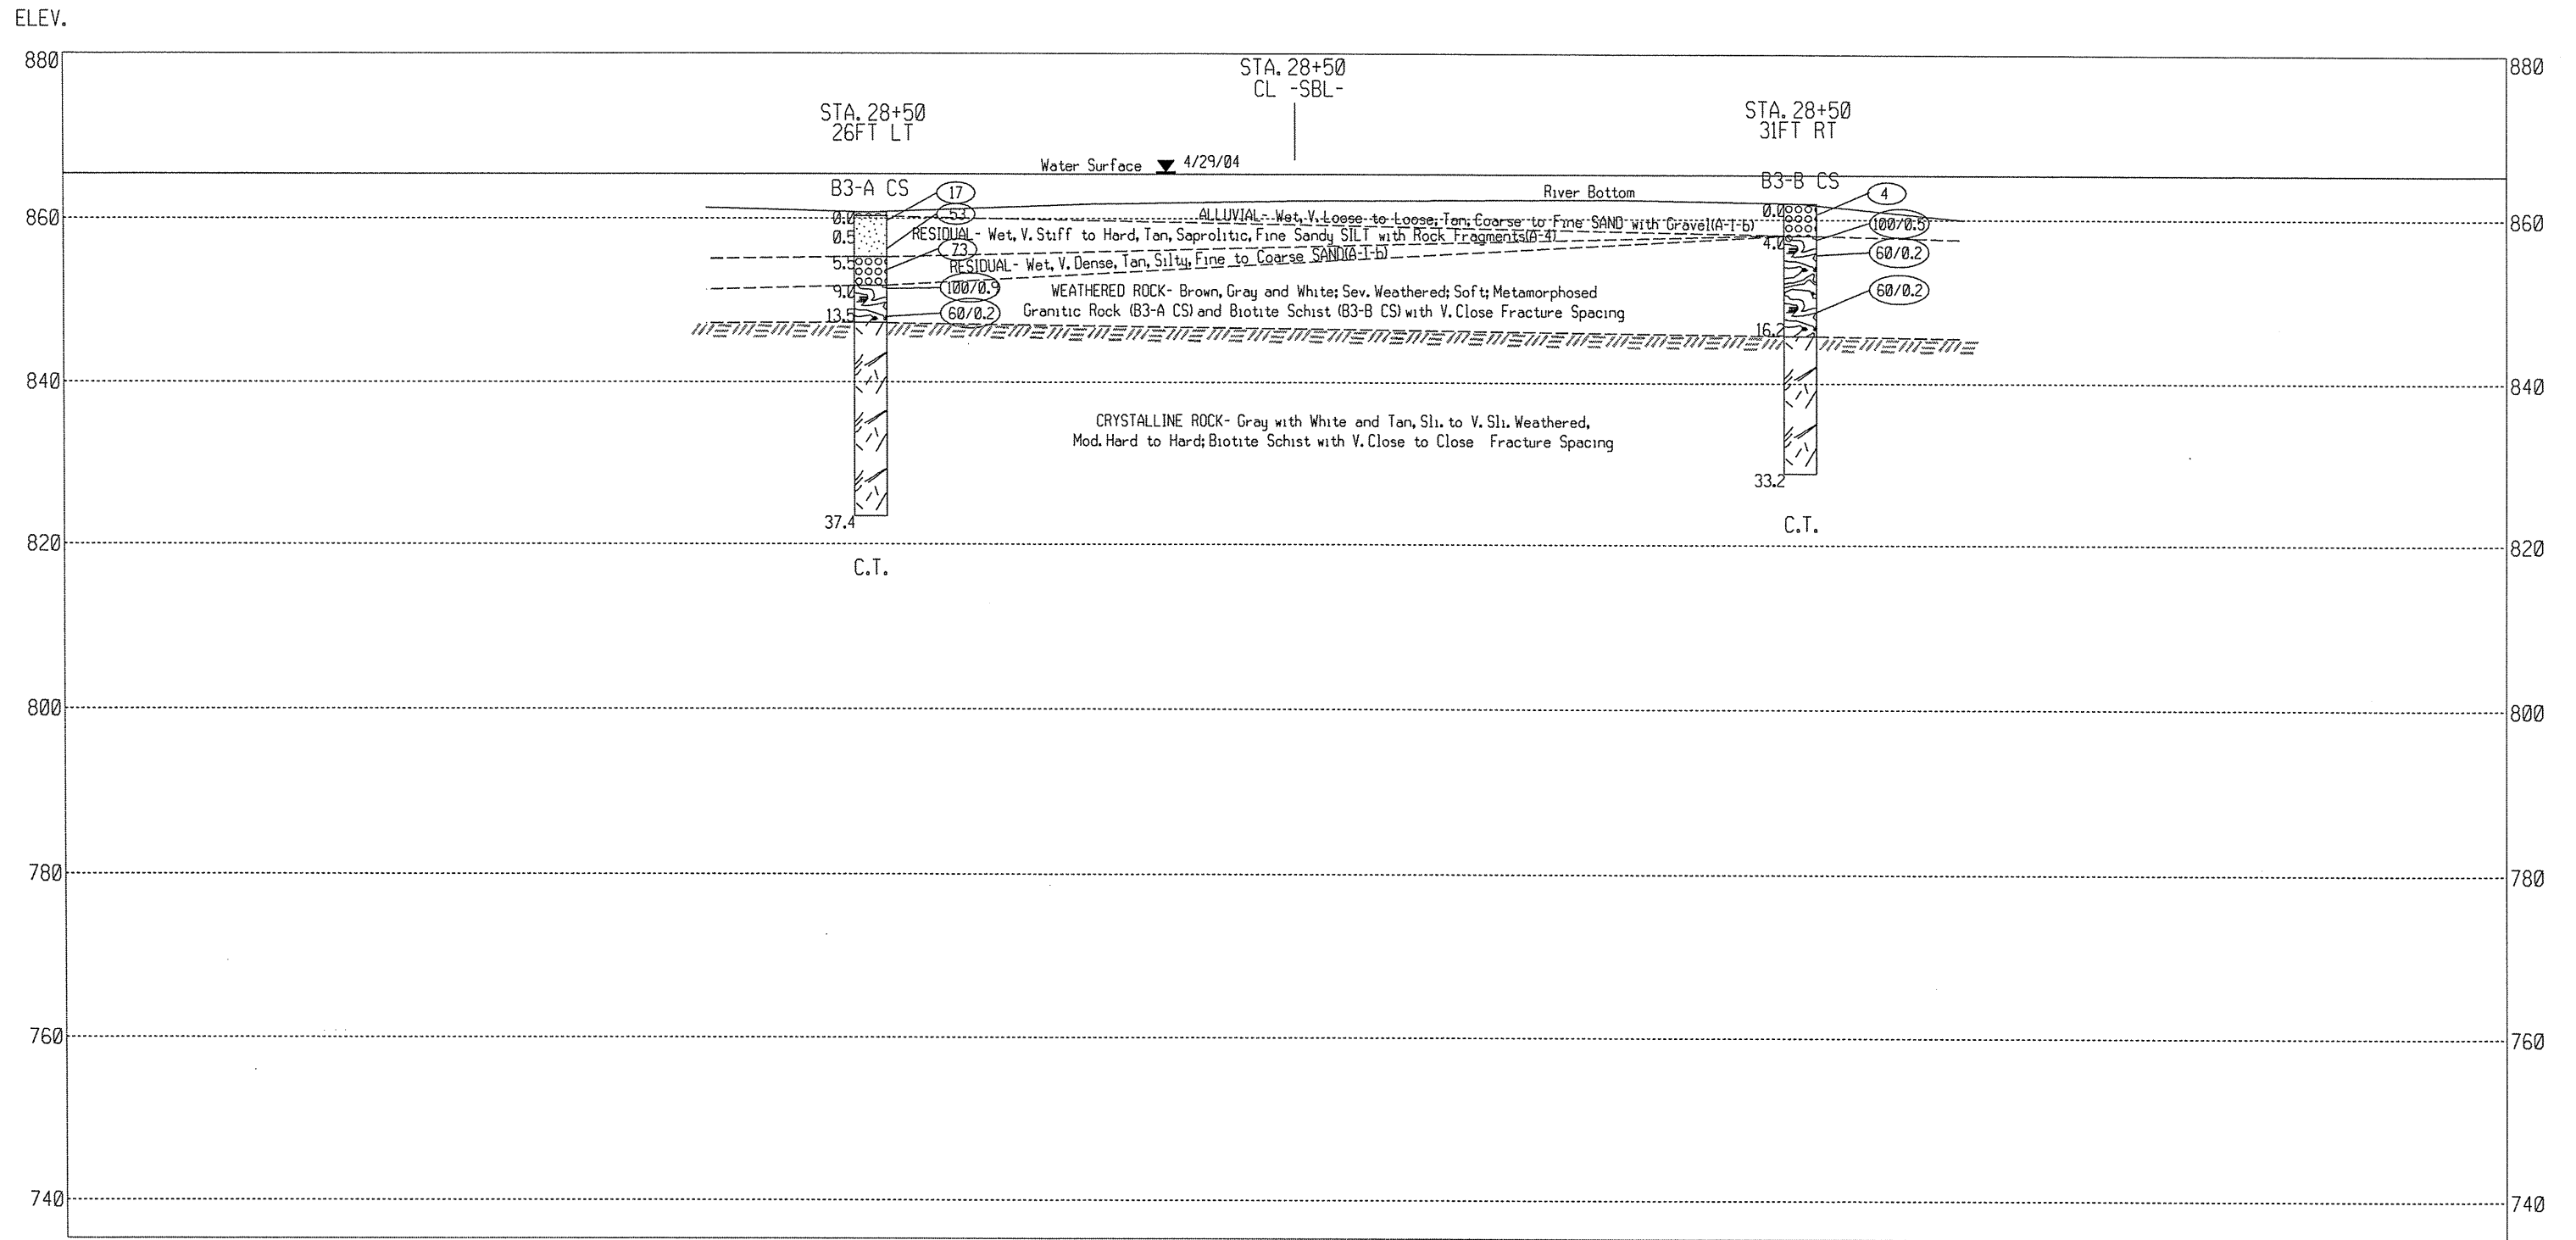 ELEV.
880
880
STA. 28+50
CL -SBL-
STA. 28+50
26FT LT
STA. 28+50
31FT RT
Water Surface 4/29/04
B3-A CS
17
River Bottom
B3-B CS
4
860
0.0
53
ALLUVIAL- Wet, V. Loose to Loose, Tan, Coarse to Fine SAND with Gravel(A-1-b)
0.0
100/0.5
860
0.5
RESIDUAL- Wet, V. Stiff to Hard, Tan, Saprolitic, Fine Sandy SILT with Rock Fragments(A-4)
4.0
73
60/0.2
5.5
RESIDUAL- Wet, V. Dense, Tan, Silty, Fine to Coarse SAND(A-1-b)
9.0
100/0.9
WEATHERED ROCK- Brown, Gray and White; Sev. Weathered; Soft; Metamorphosed
60/0.2
13.5
60/0.2
Granitic Rock (B3-A CS) and Biotite Schist (B3-B CS) with V. Close Fracture Spacing
16.2
840
840
CRYSTALLINE ROCK- Gray with White and Tan, Sli. to V. Sli. Weathered,
Mod. Hard to Hard; Biotite Schist with V. Close to Close Fracture Spacing
33.2
37.4
C.T.
820
820
C.T.
800
800
780
780
760
760
740
740